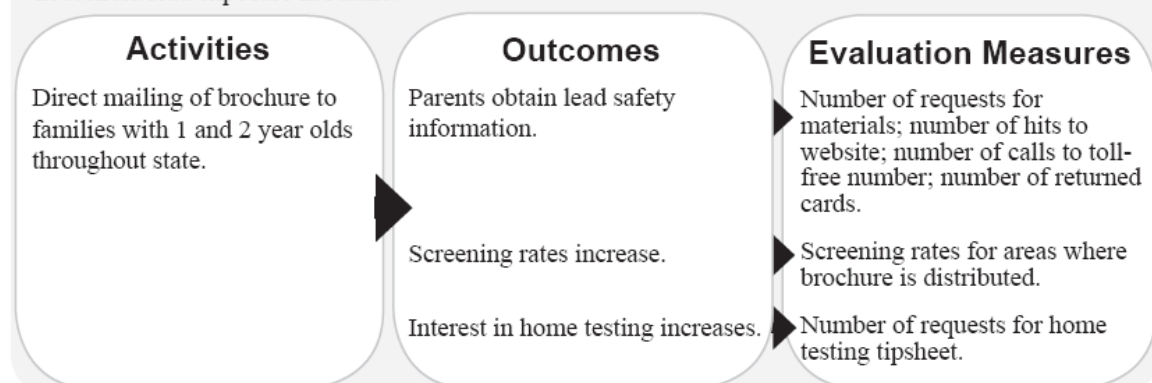 Activities
Direct mailing of brochure to
families with 1 and 2 year olds
throughout state.
Outcomes
Parents obtain lead safety
information.
Screening rates increase.
Interest in home testing increases.
Evaluation Measures
Number of requests for
materials; number of hits to
website; number of calls to toll-
free number; number of returned
cards.
Screening rates for areas where
brochure is distributed.
Number of requests for home
testing tipsheet.